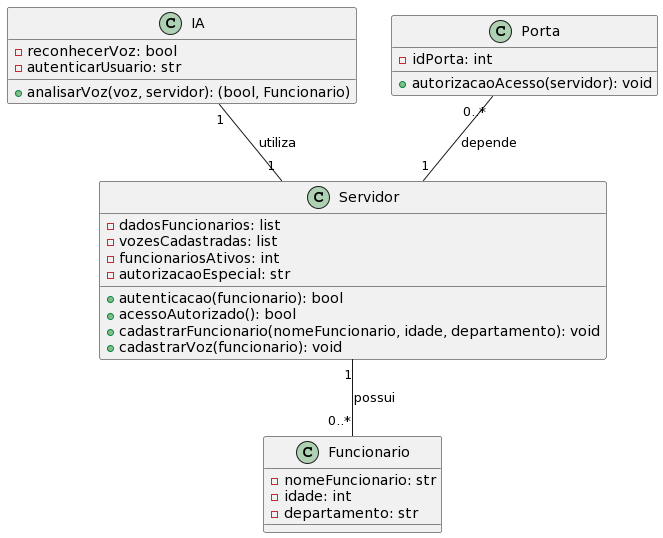 C IA
reconhecerVoz: bool
autenticarUsuario: str
analisarVoz(voz, servidor): (bool, Funcionario)
C Porta
idPorta: int
autorizacaoAcesso(servidor): void
1
utiliza
1
0..*
depende
1
C Servidor
dadosFuncionarios: list
vozesCadastradas: list
funcionariosAtivos: int
autorizacaoEspecial: str
autenticacao(funcionario): bool
acessoAutorizado(): bool
cadastrarFuncionario(nomeFuncionario, idade, departamento): void
cadastrarVoz(funcionario): void
1
possui
0..*
C Funcionario
nomeFuncionario: str
idade: int
departamento: str